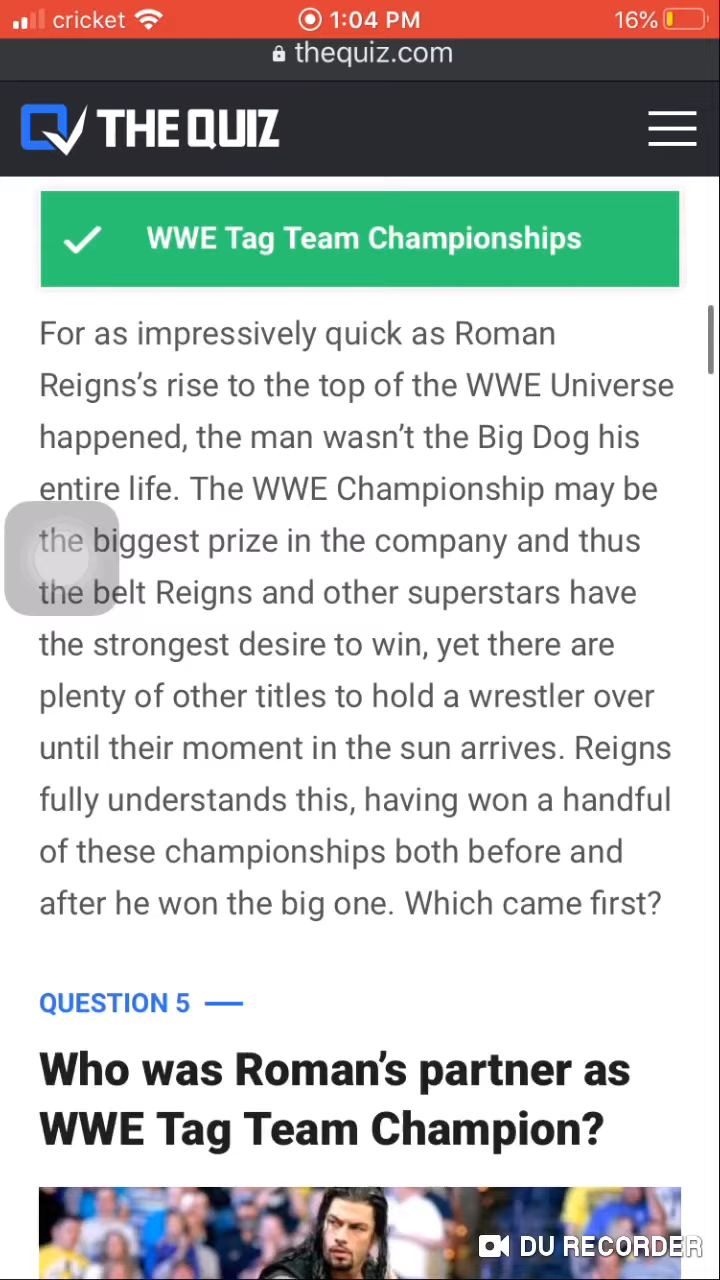 cricket 1:04 PM 16%
thequiz.com
THE QUIZ
WWE Tag Team Championships
For as impressively quick as Roman
Reigns’s rise to the top of the WWE Universe
happened, the man wasn’t the Big Dog his
entire life. The WWE Championship may be
the biggest prize in the company and thus
the belt Reigns and other superstars have
the strongest desire to win, yet there are
plenty of other titles to hold a wrestler over
until their moment in the sun arrives. Reigns
fully understands this, having won a handful
of these championships both before and
after he won the big one. Which came first?
QUESTION 5
Who was Roman’s partner as
WWE Tag Team Champion?
DU RECORDER